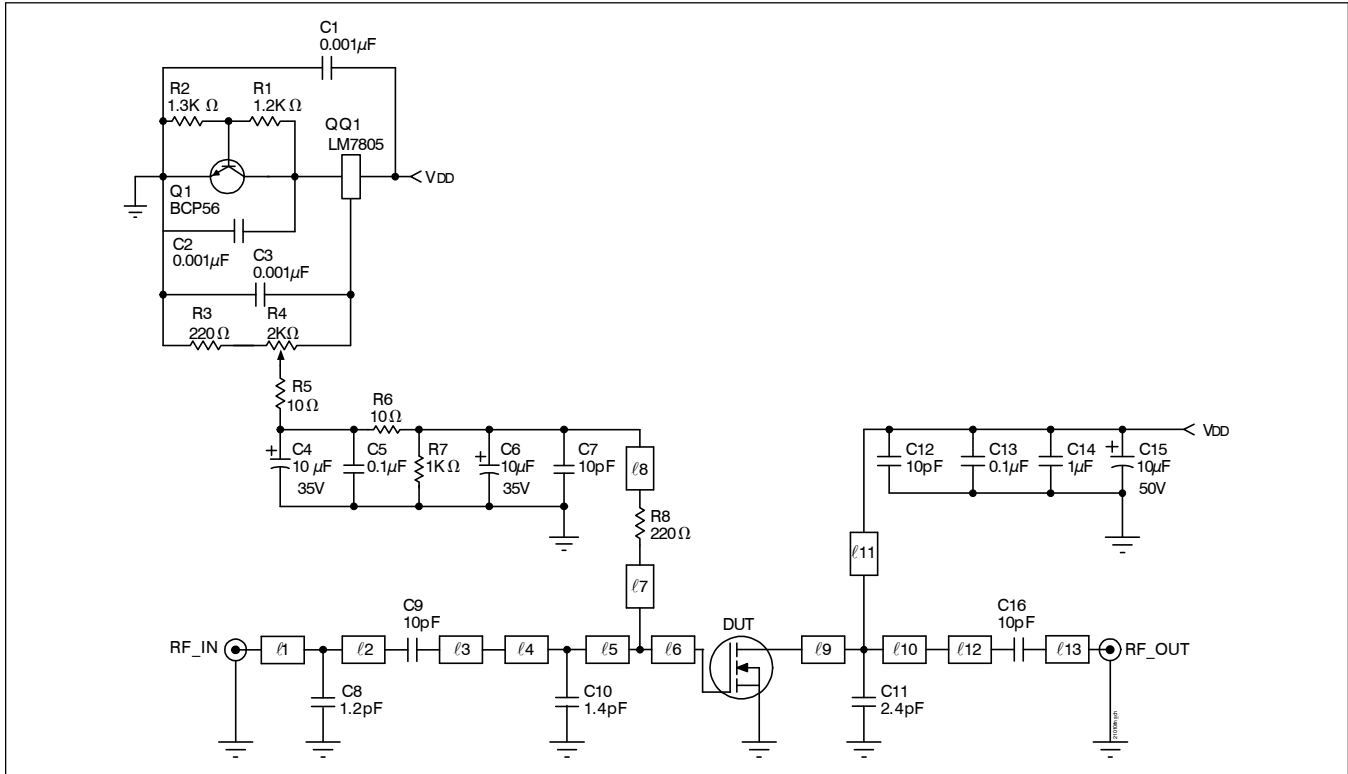 C1
0.001µF
R2
1.3K Ω
R1
1.2K Ω
QQ1
LM7805
VDD
Q1
BCP56
C2
0.001µF
C3
0.001µF
R3
220 Ω
R4
2KΩ
R5
10 Ω
R6
10 Ω
C4
10 µF
35V
C5
0.1µF
R7
1K Ω
C6
10µF
35V
C7
10pF
ℓ8
R8
220 Ω
ℓ7
C12
10pF
C13
0.1µF
C14
1µF
C15
10µF
50V
VDD
ℓ11
RF_IN
ℓ1
ℓ2
C9
10pF
ℓ3
ℓ4
ℓ5
ℓ6
DUT
ℓ9
ℓ10
ℓ12
C16
10pF
ℓ13
RF_OUT
C8
1.2pF
C10
1.4pF
C11
2.4pF